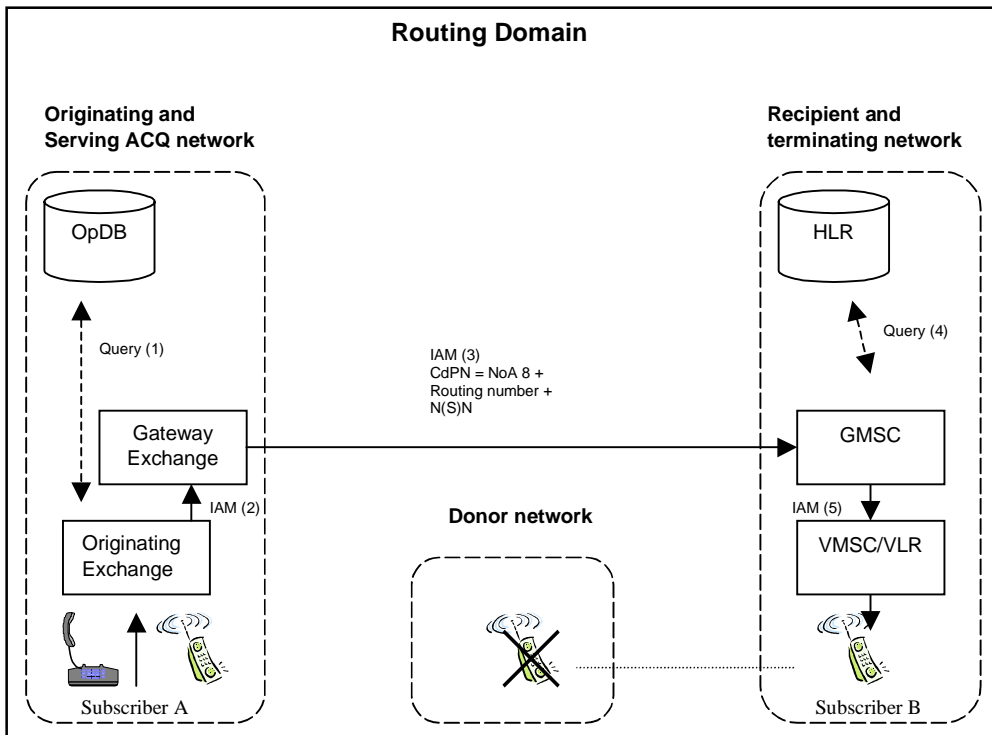 Routing Domain
Originating and
Serving ACQ network
Recipient and
terminating network
OpDB
HLR
Query (1)
Query (4)
IAM (3)
CdPN = NoA 8 +
Routing number +
N(S)N
Gateway
Exchange
GMSC
IAM (2)
IAM (5)
Donor network
Originating
Exchange
VMSC/VLR
Subscriber A
Subscriber B